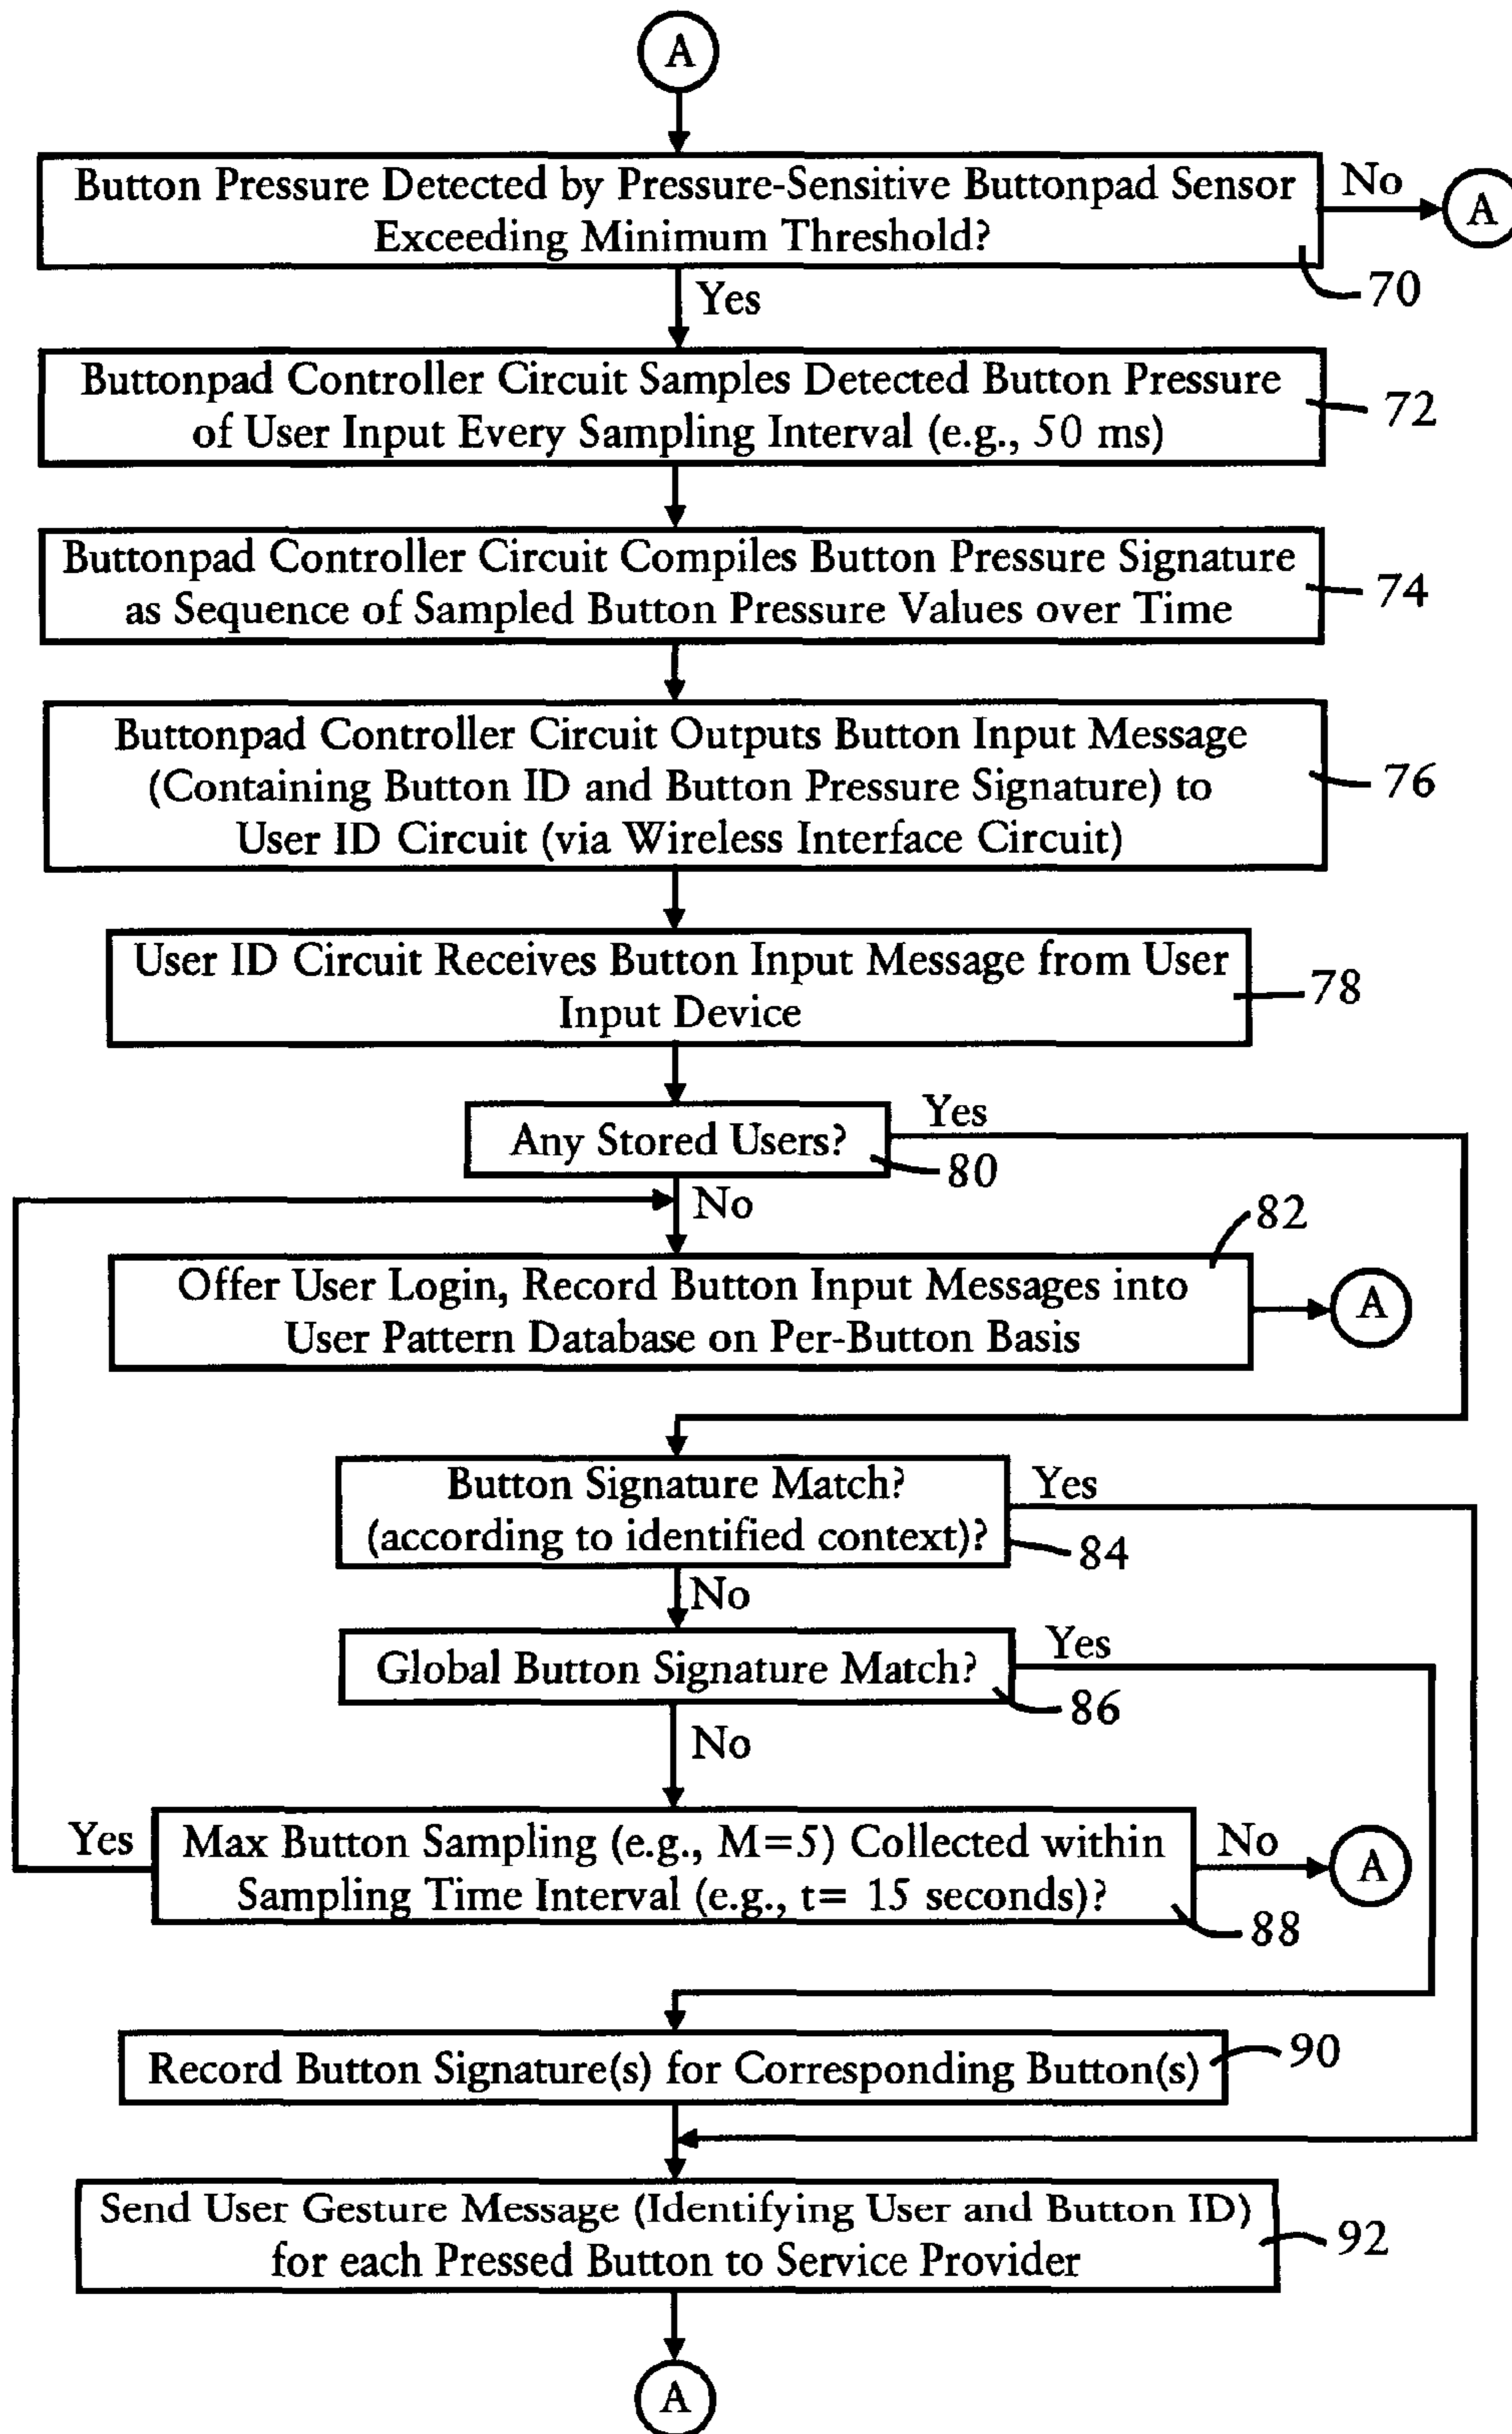 A
Button Pressure Detected by Pressure-Sensitive Buttonpad Sensor
Exceeding Minimum Threshold?
No
A
70
Yes
Buttonpad Controller Circuit Samples Detected Button Pressure
of User Input Every Sampling Interval (e.g., 50 ms)
72
Buttonpad Controller Circuit Compiles Button Pressure Signature
as Sequence of Sampled Button Pressure Values over Time
74
Buttonpad Controller Circuit Outputs Button Input Message
(Containing Button ID and Button Pressure Signature) to
User ID Circuit (via Wireless Interface Circuit)
76
User ID Circuit Receives Button Input Message from User
Input Device
78
Any Stored Users?
Yes
80
No
82
Offer User Login, Record Button Input Messages into
User Pattern Database on Per-Button Basis
A
Button Signature Match?
(according to identified context)?
Yes
84
No
Global Button Signature Match?
Yes
86
No
Yes
Max Button Sampling (e.g., M=5) Collected within
Sampling Time Interval (e.g., t= 15 seconds)?
No
A
88
Record Button Signature(s) for Corresponding Button(s)
90
Send User Gesture Message (Identifying User and Button ID)
for each Pressed Button to Service Provider
92
A